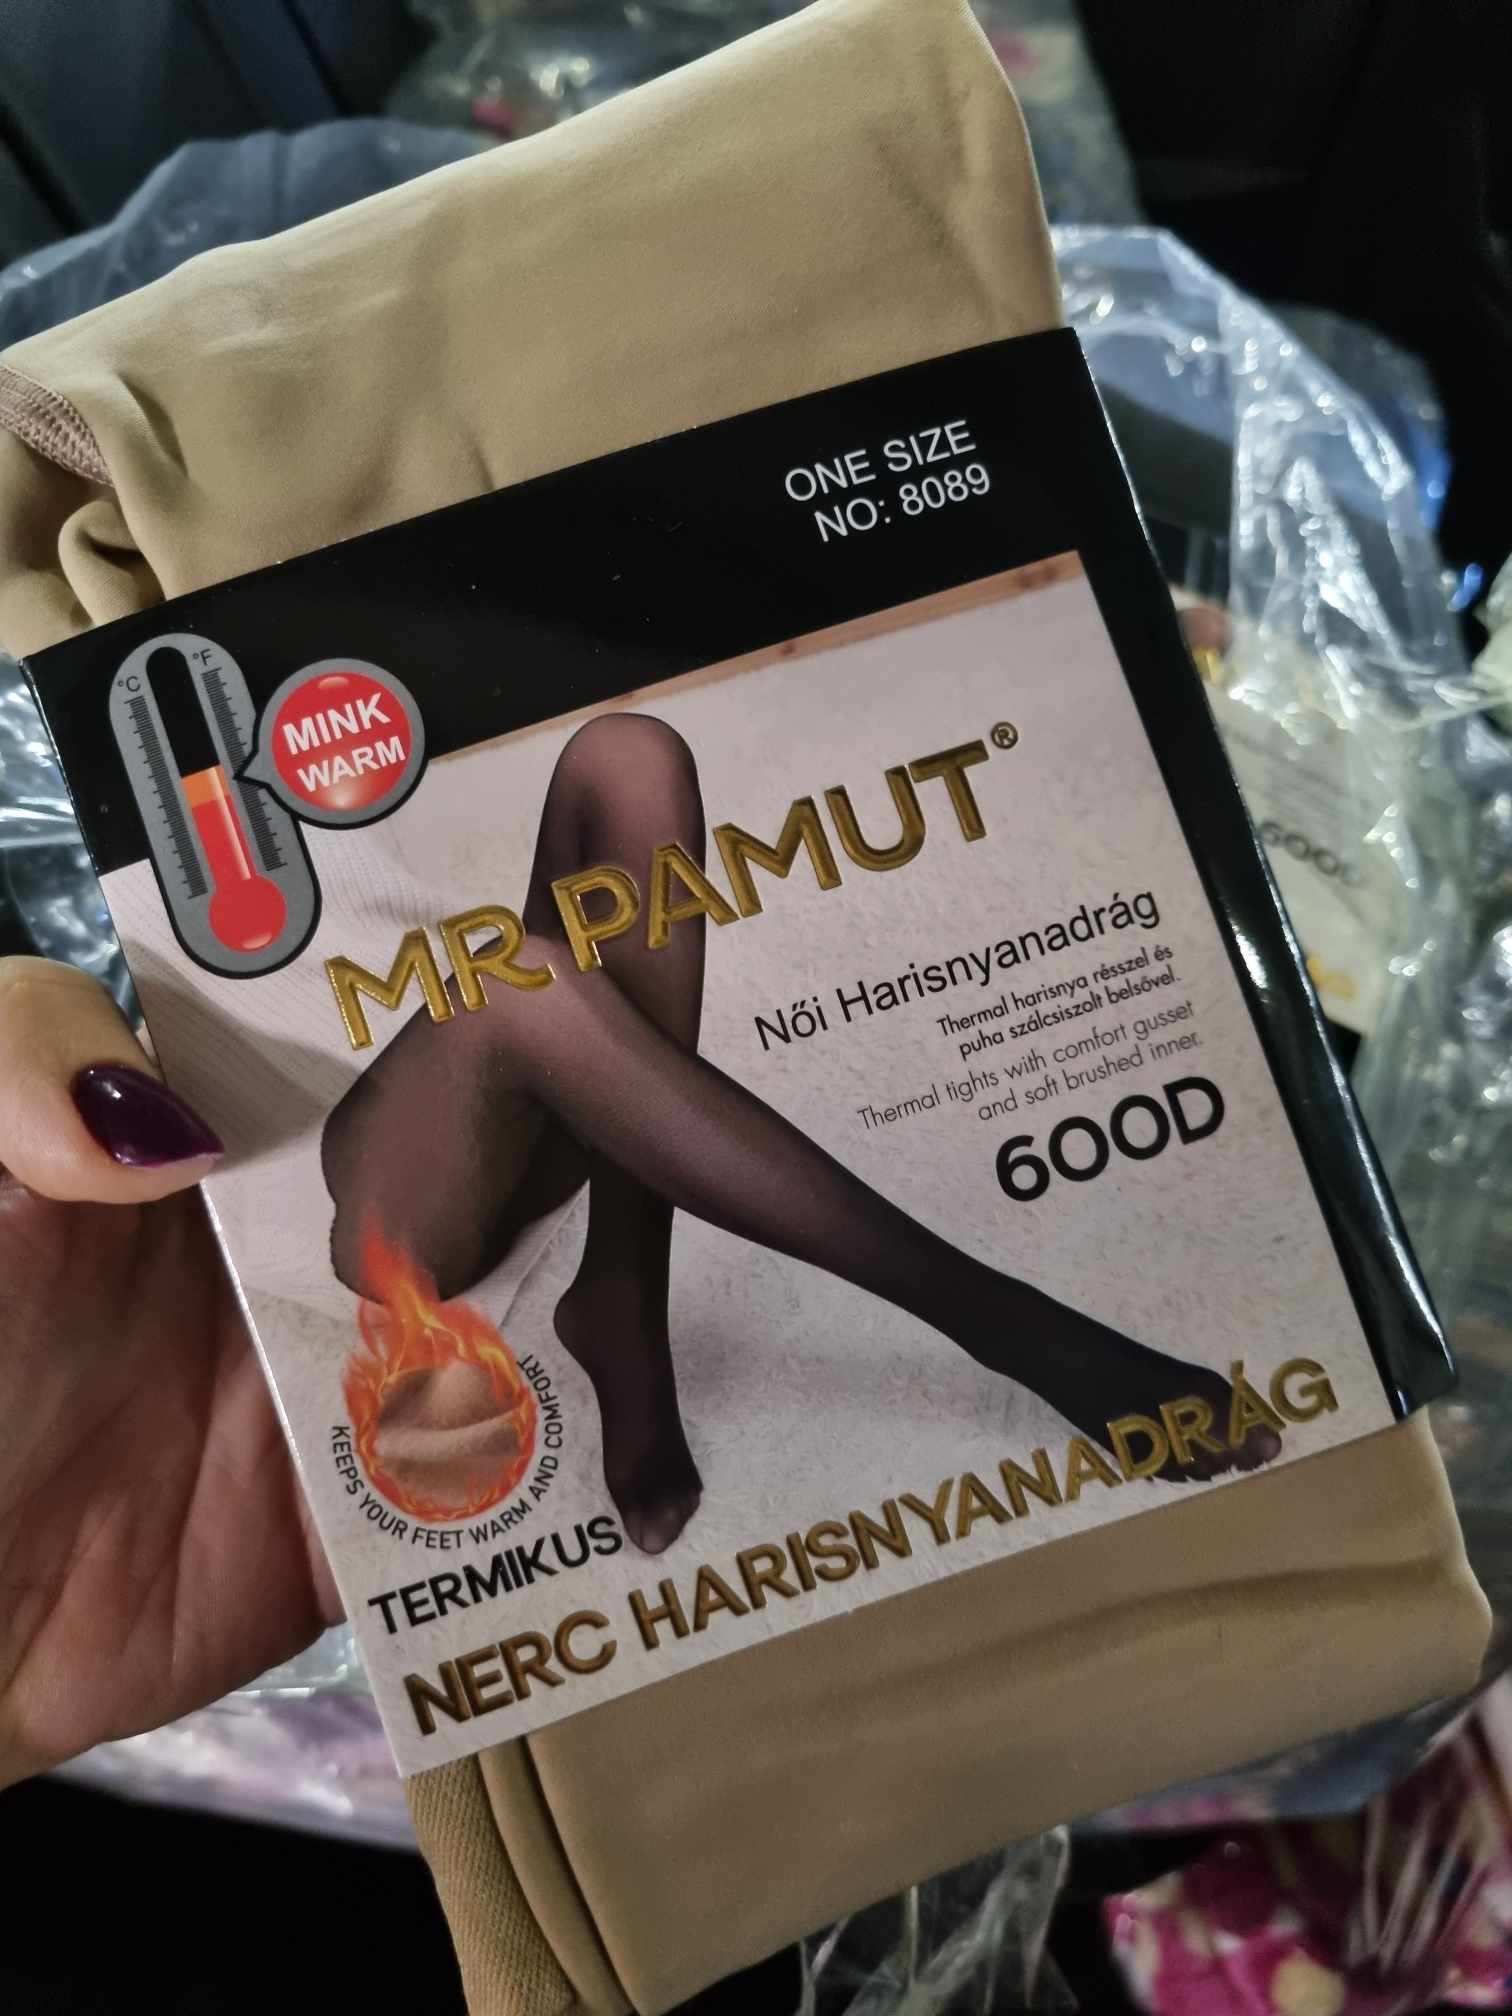 ONE SIZE
NO: 8089
°C
°F
MINK
WARM
MR PAMUT®
Női Harisnyanadrág
Thermal harisnya résszel és
puha szálcsiszolt belsővel.
Thermal tights with comfort gusset
and soft brushed inner.
600D
KEEPS YOUR FEET WARM AND COMFORT
TERMIKUS
NERC HARISNYANADRÁG